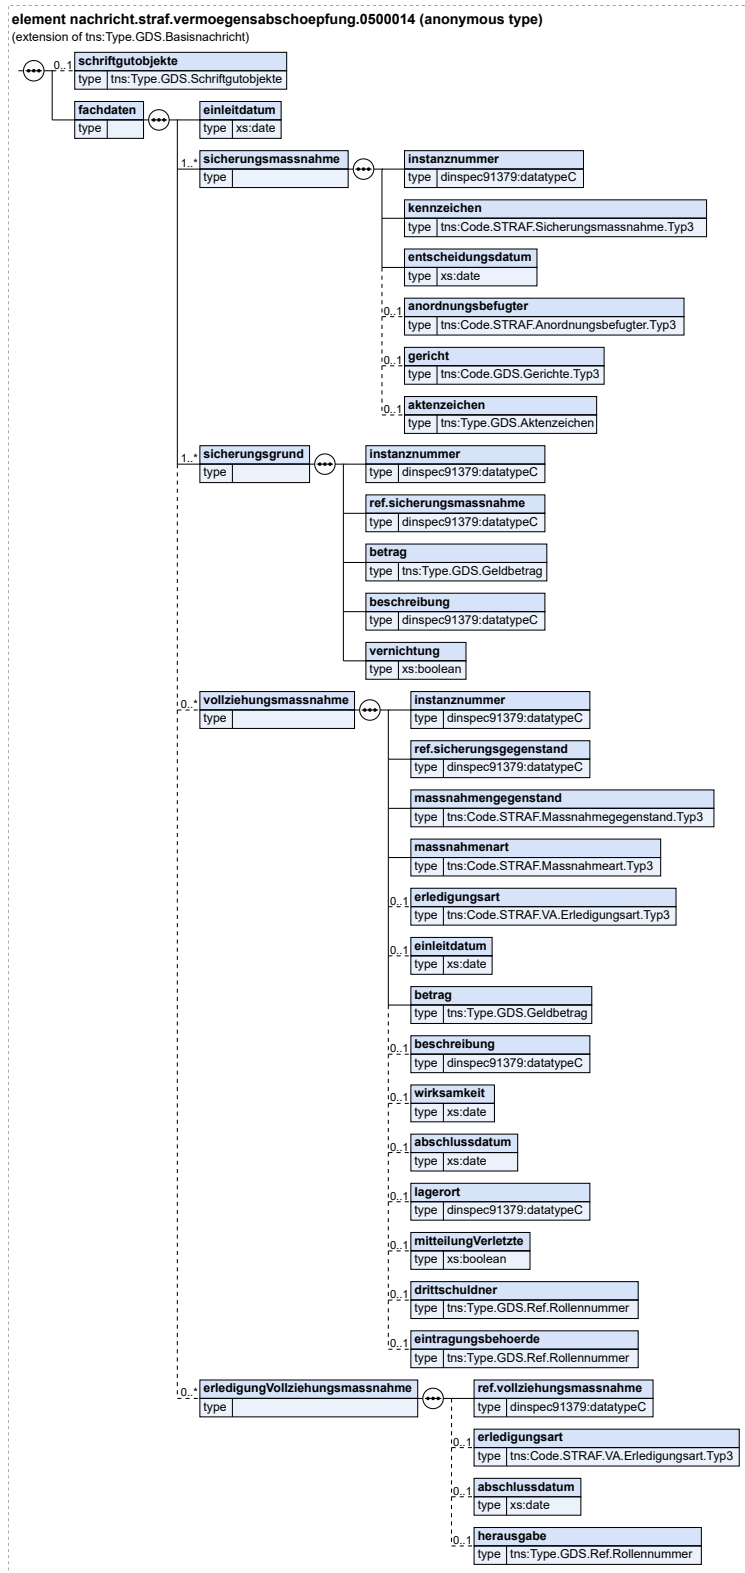 element nachricht.straf.vermoegensabschoepfung.0500014 (anonymous type)
(extension of tns:Type.GDS.Basisnachricht)
0..1 schriftgutobjekte
type tns:Type.GDS.Schriftgutobjekte
fachdaten
type
einleitdatum
type xs:date
1..* sicherungsmassnahme
type
instanznummer
type dinspec91379:datatypeC
kennzeichen
type tns:Code.STRAF.Sicherungsmassnahme.Typ3
entscheidungsdatum
type xs:date
0..1 anordnungsbefugter
type tns:Code.STRAF.Anordnungsbefugter.Typ3
0..1 gericht
type tns:Code.GDS.Gerichte.Typ3
0..1 aktenzeichen
type tns:Type.GDS.Aktenzeichen
1..* sicherungsgrund
type
instanznummer
type dinspec91379:datatypeC
ref.sicherungsmassnahme
type dinspec91379:datatypeC
betrag
type tns:Type.GDS.Geldbetrag
beschreibung
type dinspec91379:datatypeC
vernichtung
type xs:boolean
0..* vollziehungsmassnahme
type
instanznummer
type dinspec91379:datatypeC
ref.sicherungsgegenstand
type dinspec91379:datatypeC
massnahmengegenstand
type tns:Code.STRAF.Massnahmegegenstand.Typ3
massnahmenart
type tns:Code.STRAF.Massnahmeart.Typ3
0..1 erledigungsart
type tns:Code.STRAF.VA.Erledigungsart.Typ3
0..1 einleitdatum
type xs:date
betrag
type tns:Type.GDS.Geldbetrag
0..1 beschreibung
type dinspec91379:datatypeC
0..1 wirksamkeit
type xs:date
0..1 abschlussdatum
type xs:date
0..1 lagerort
type dinspec91379:datatypeC
0..1 mitteilungVerletzte
type xs:boolean
0..1 drittschuldner
type tns:Type.GDS.Ref.Rollennummer
0..1 eintragungsbehoerde
type tns:Type.GDS.Ref.Rollennummer
0..* erledigungVollziehungsmassnahme
type
ref.vollziehungsmassnahme
type dinspec91379:datatypeC
0..1 erledigungsart
type tns:Code.STRAF.VA.Erledigungsart.Typ3
0..1 abschlussdatum
type xs:date
0..1 herausgabe
type tns:Type.GDS.Ref.Rollennummer